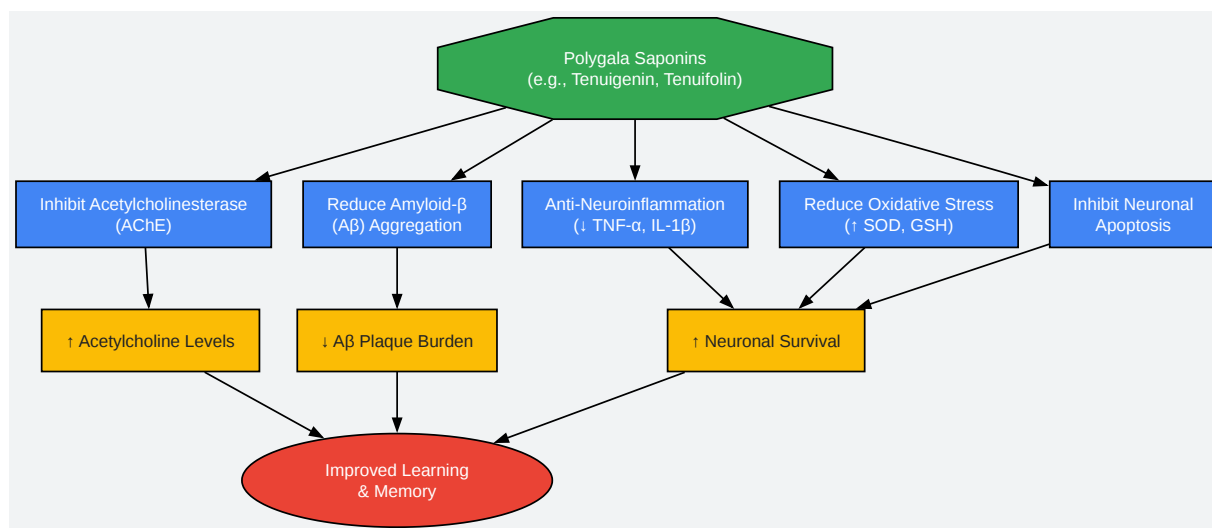 Polygala Saponins
(e.g., Tenuigenin, Tenuifolin)
Inhibit Acetylcholinesterase
(AChE)
Reduce Amyloid-β
(Aβ) Aggregation
Anti-Neuroinflammation
(↓ TNF-α, IL-1β)
Reduce Oxidative Stress
(↑ SOD, GSH)
Inhibit Neuronal
Apoptosis
↑ Acetylcholine Levels
↓ Aβ Plaque Burden
↑ Neuronal Survival
Improved Learning
& Memory